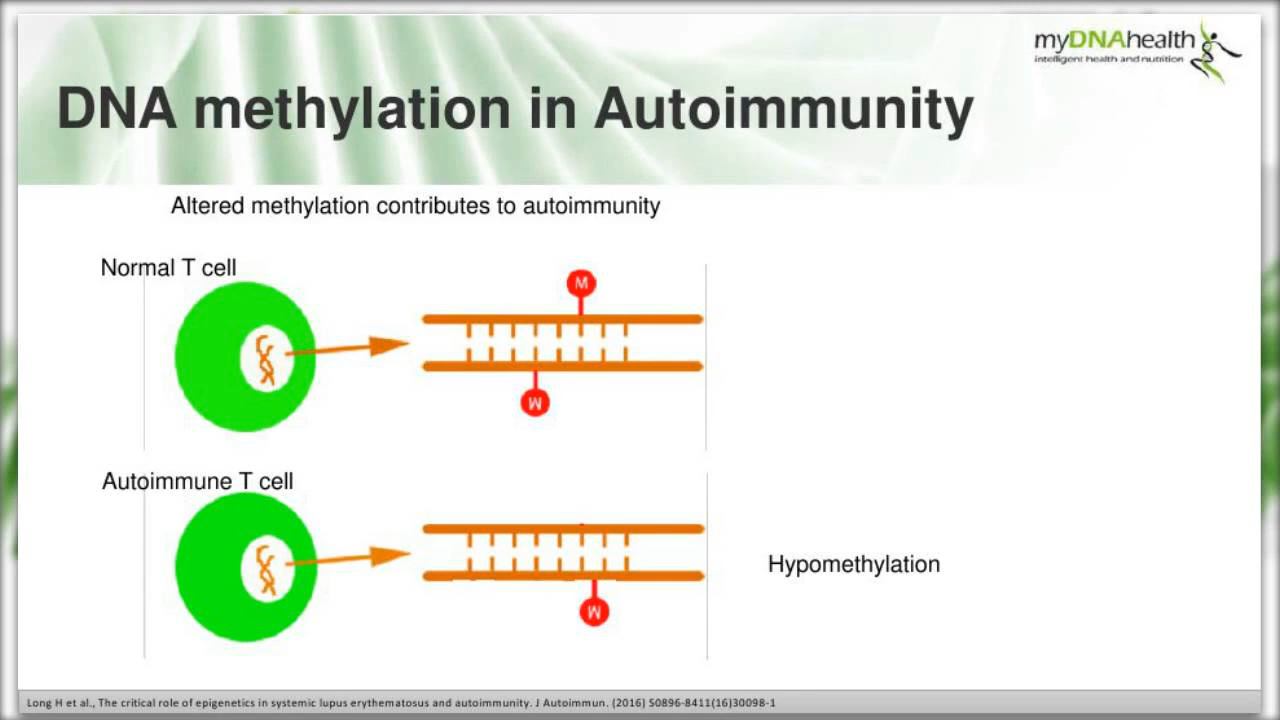 myDNAhealth
intelligent health and nutrition
DNA methylation in Autoimmunity
Altered methylation contributes to autoimmunity
Normal T cell
M
M
Autoimmune T cell
Hypomethylation
M
Long H et al., The critical role of epigenetics in systemic lupus erythematosus and autoimmunity. J Autoimmun. (2016) S0896-8411(16)30098-1